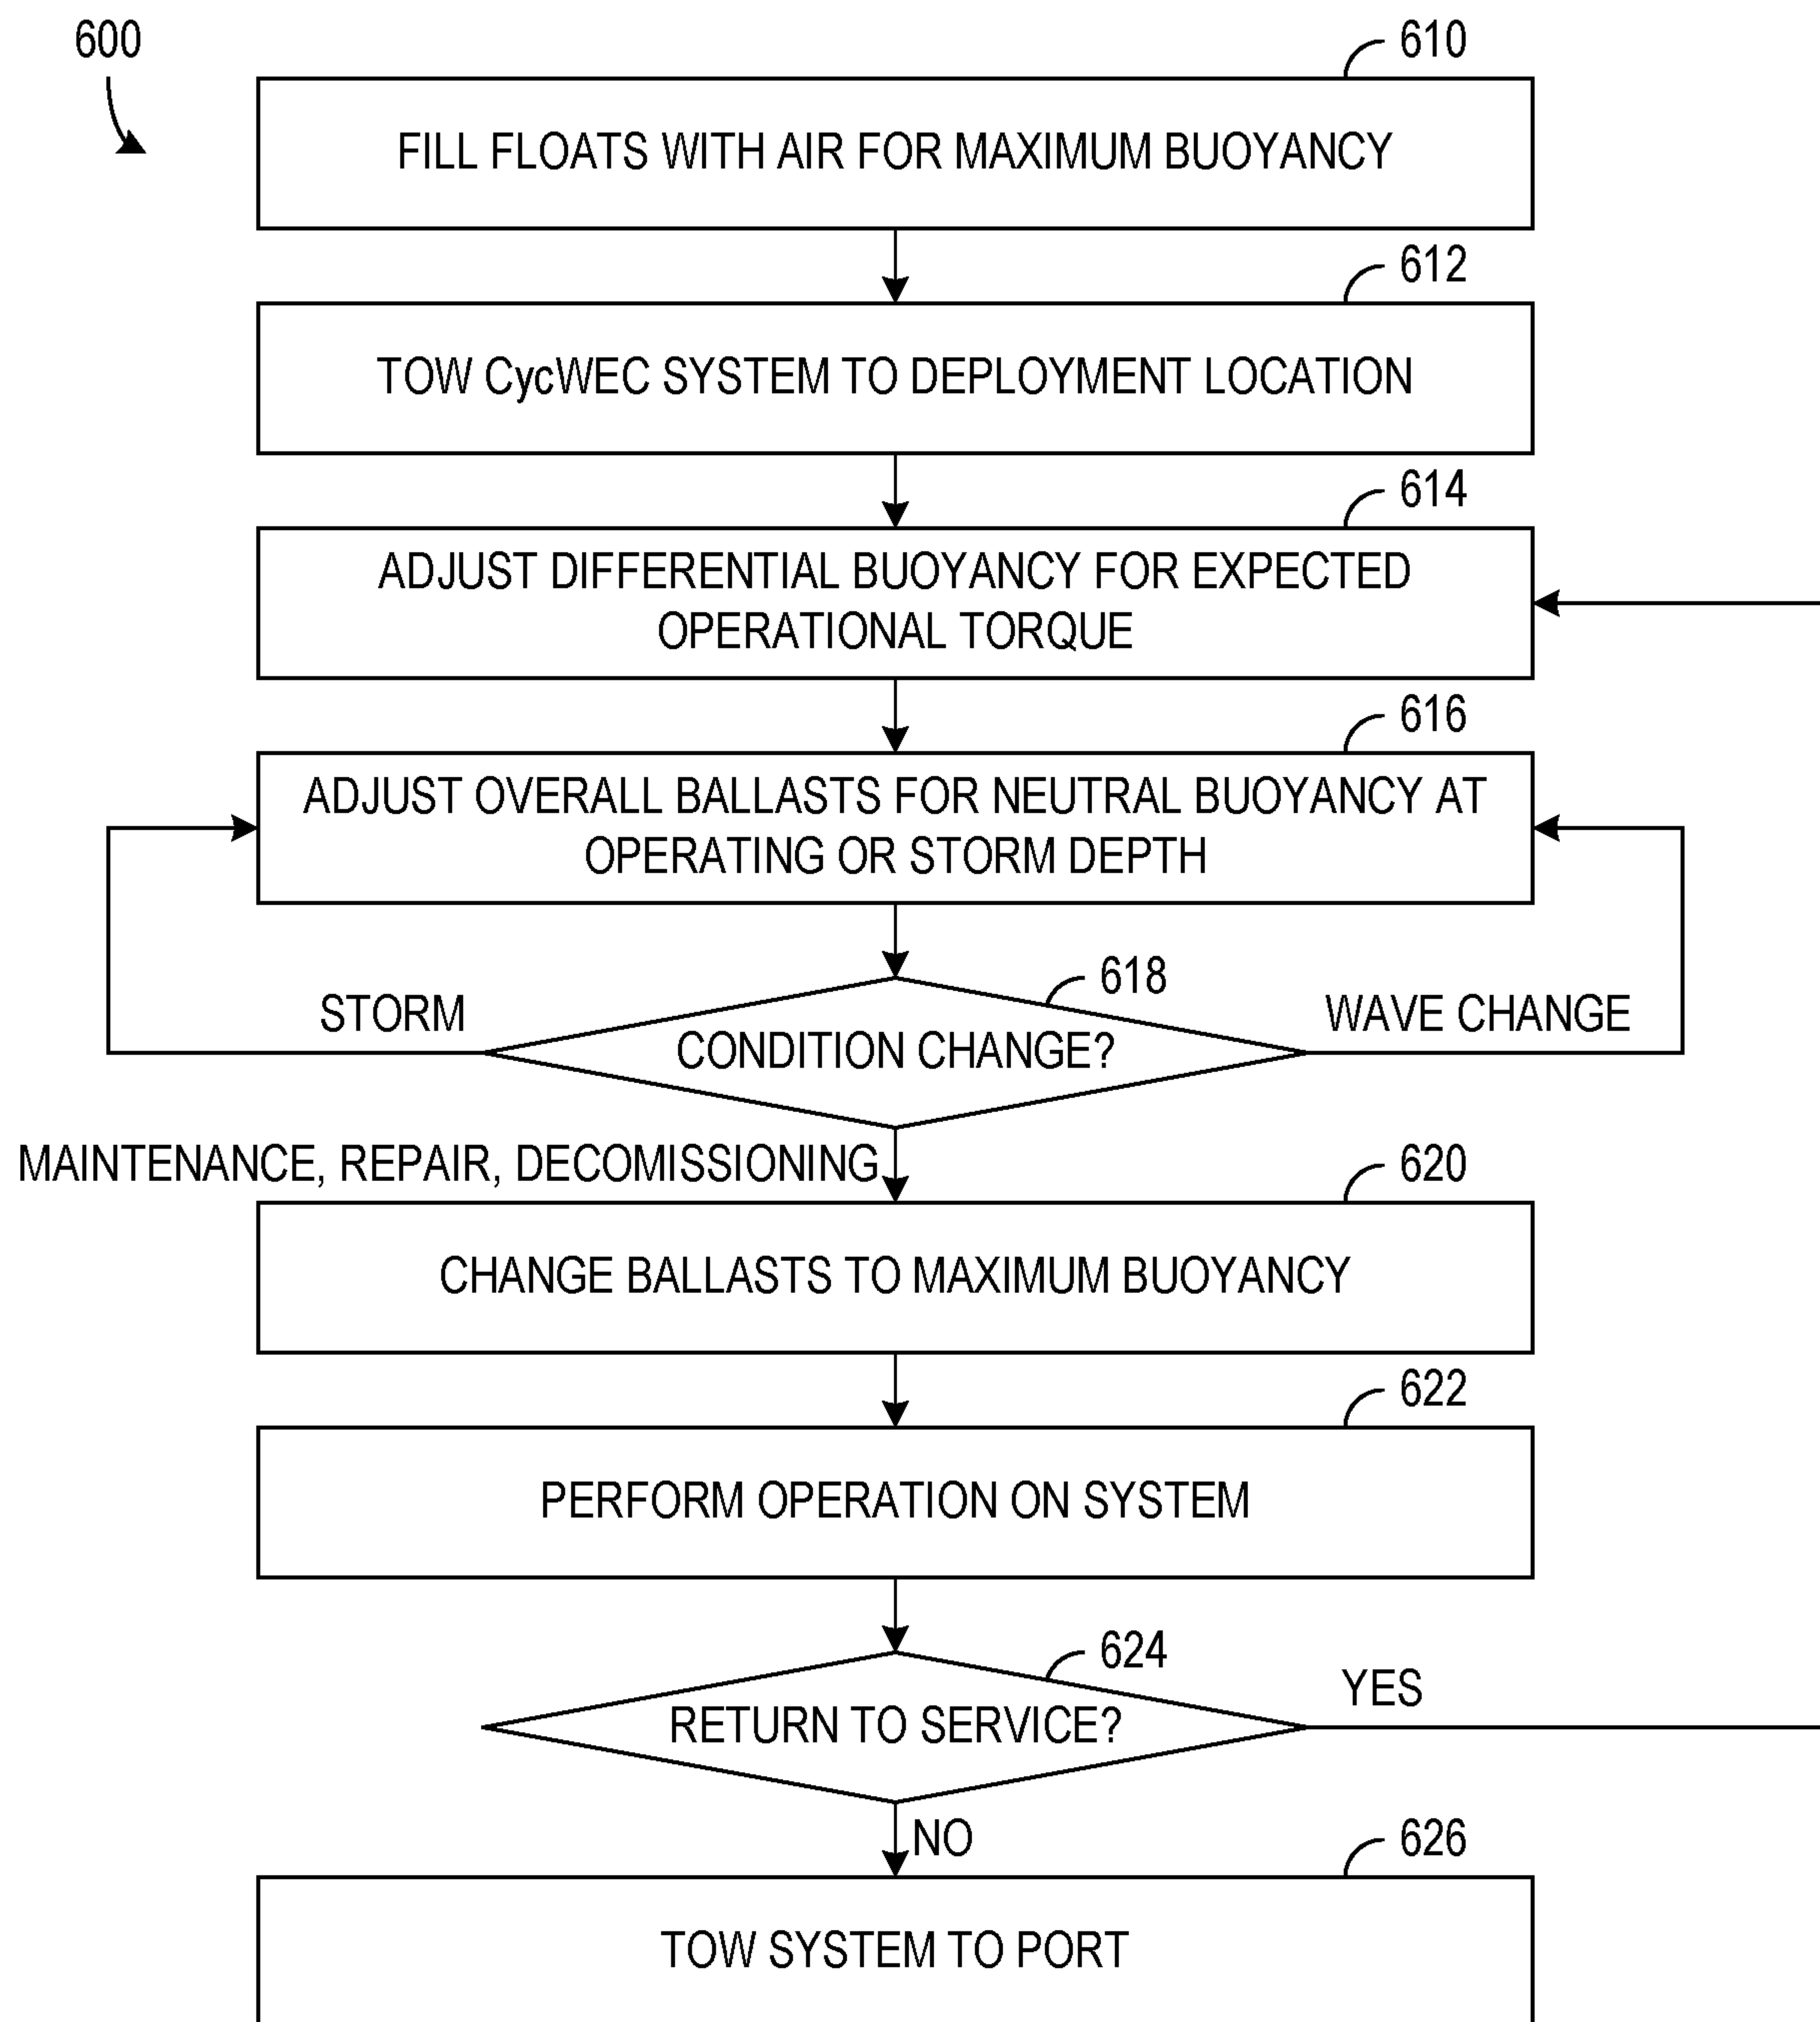 600
610
FILL FLOATS WITH AIR FOR MAXIMUM BUOYANCY
612
TOW CycWEC SYSTEM TO DEPLOYMENT LOCATION
614
ADJUST DIFFERENTIAL BUOYANCY FOR EXPECTED
OPERATIONAL TORQUE
616
ADJUST OVERALL BALLASTS FOR NEUTRAL BUOYANCY AT
OPERATING OR STORM DEPTH
618
STORM
WAVE CHANGE
CONDITION CHANGE?
MAINTENANCE, REPAIR, DECOMISSIONING
620
CHANGE BALLASTS TO MAXIMUM BUOYANCY
622
PERFORM OPERATION ON SYSTEM
624
YES
RETURN TO SERVICE?
NO
626
TOW SYSTEM TO PORT